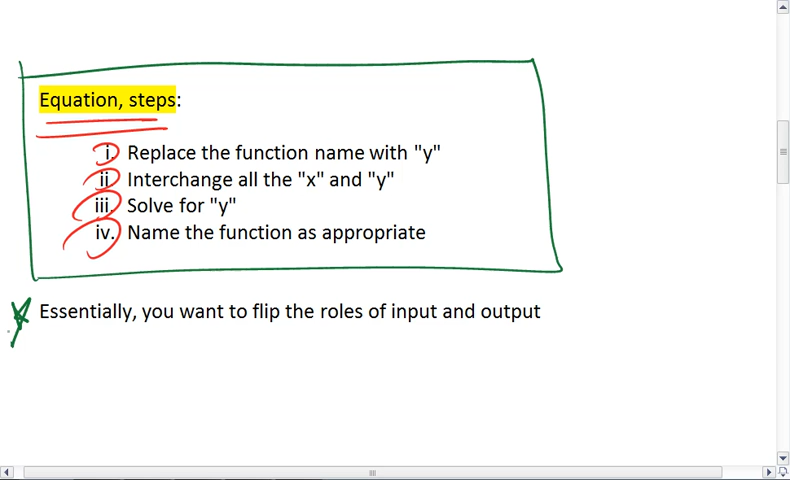 Equation, steps:
i. Replace the function name with "y"
ii. Interchange all the "x" and "y"
iii. Solve for "y"
iv. Name the function as appropriate
Essentially, you want to flip the roles of input and output